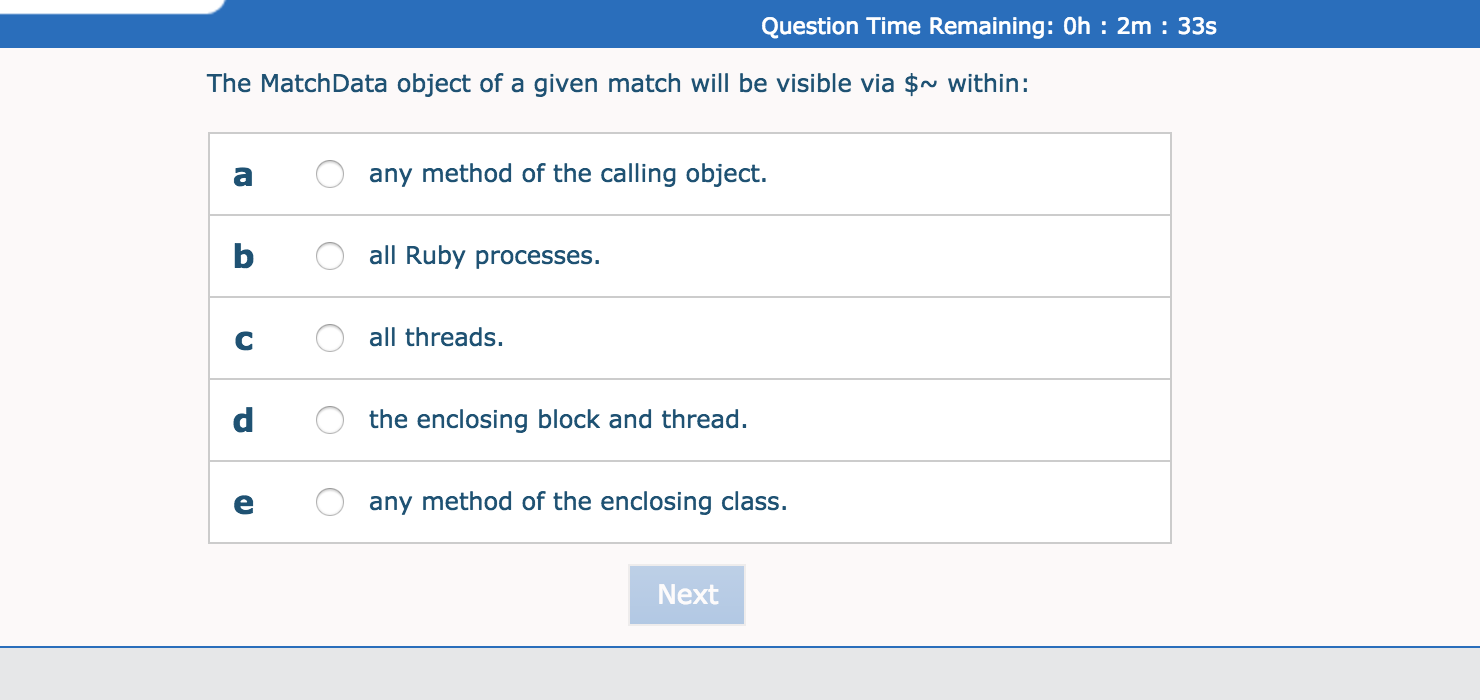 Question Time Remaining: 0h : 2m : 33s
The MatchData object of a given match will be visible via $~ within:
a any method of the calling object.
b all Ruby processes.
c all threads.
d the enclosing block and thread.
e any method of the enclosing class.
Next